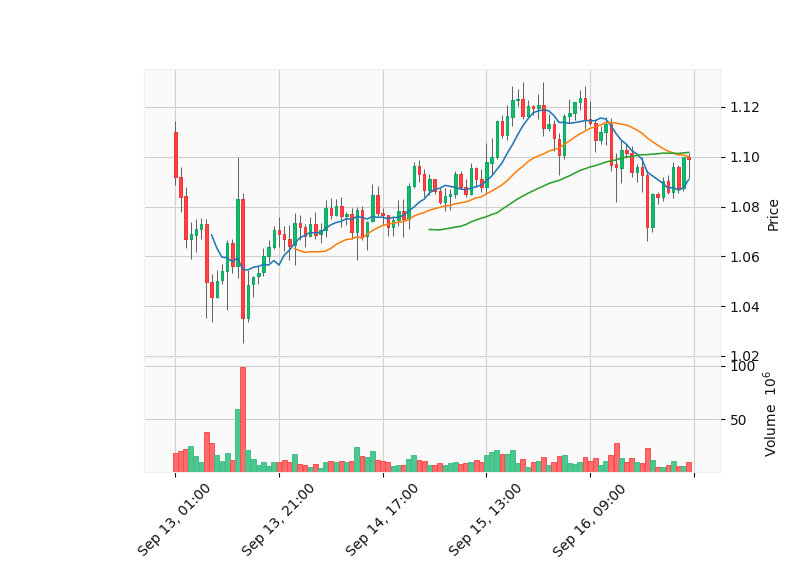 1.12
1.10
1.08
1.06
1.04
1.02
Price
100
50
Volume 10^6
Sep 13, 01:00
Sep 13, 21:00
Sep 14, 17:00
Sep 15, 13:00
Sep 16, 09:00